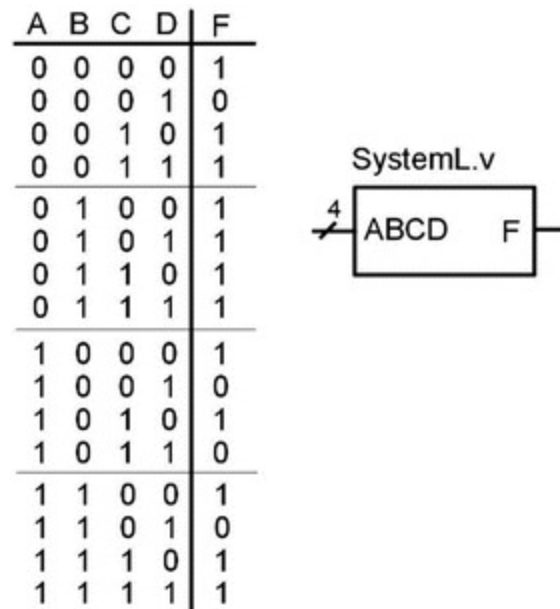 A B C D F
0 0 0 0 1
0 0 0 1 0
0 0 1 0 1
0 0 1 1 1
0 1 0 0 1
0 1 0 1 1
0 1 1 0 1
0 1 1 1 1
1 0 0 0 1
1 0 0 1 0
1 0 1 0 1
1 0 1 1 0
1 1 0 0 1
1 1 0 1 0
1 1 1 0 1
1 1 1 1 1
SystemL.v
4
ABCD F